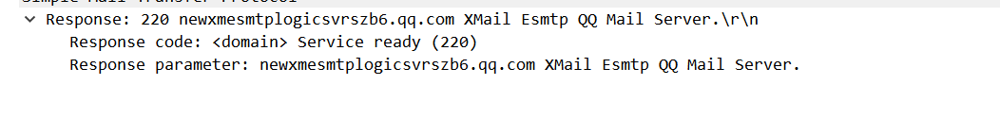 Simple Mail Transfer Protocol
Response: 220 newxmesmtplogicsvrszb6.qq.com XMail Esmtp QQ Mail Server.\r\n
Response code: <domain> Service ready (220)
Response parameter: newxmesmtplogicsvrszb6.qq.com XMail Esmtp QQ Mail Server.